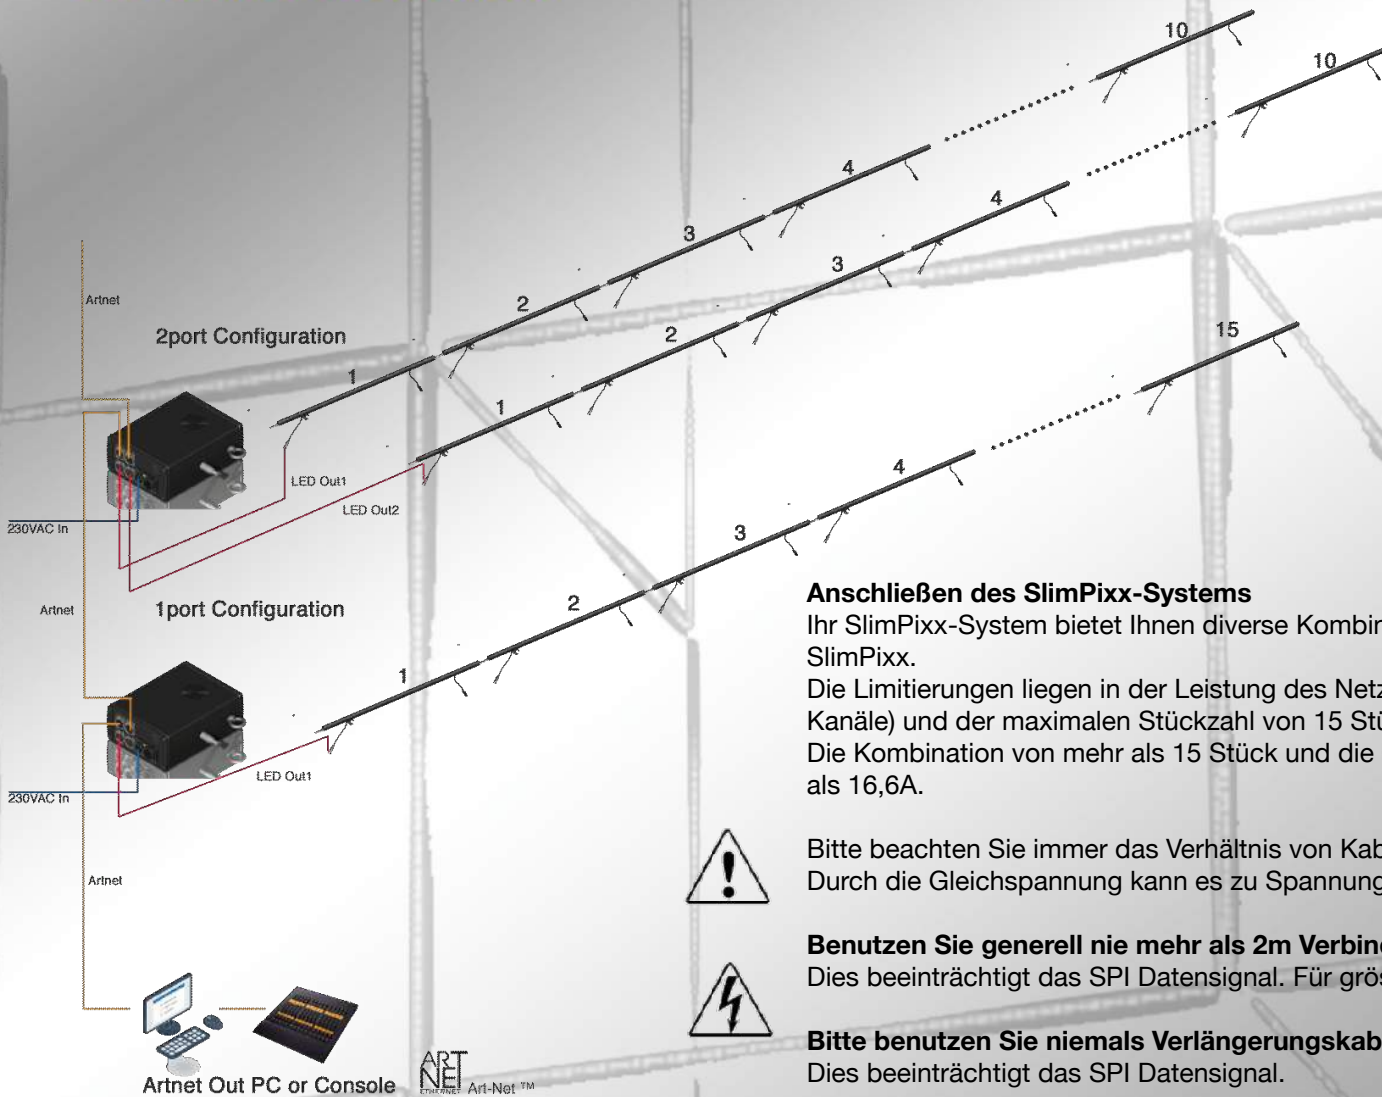 10
10
4
4
3
3
Artnet
2
2port Configuration
2
15
1
1
4
LED Out1
LED Out2
230VAC In
3
Artnet
1port Configuration
2
1
Anschließen des SlimPixx-Systems
Ihr SlimPixx-System bietet Ihnen diverse Kombin
SlimPixx.
Die Limitierungen liegen in der Leistung des Netz
Kanäle) und der maximalen Stückzahl von 15 Stü
Die Kombination von mehr als 15 Stück und die
als 16,6A.
LED Out1
230VAC In
Bitte beachten Sie immer das Verhältnis von Kab
Durch die Gleichspannung kann es zu Spannung
Artnet
Benutzen Sie generell nie mehr als 2m Verbind
Dies beeinträchtigt das SPI Datensignal. Für grös
Bitte benutzen Sie niemals Verlängerungskab
Dies beeinträchtigt das SPI Datensignal.
Artnet Out PC or Console
ART
NET
ETHERNET
Art-Net ™